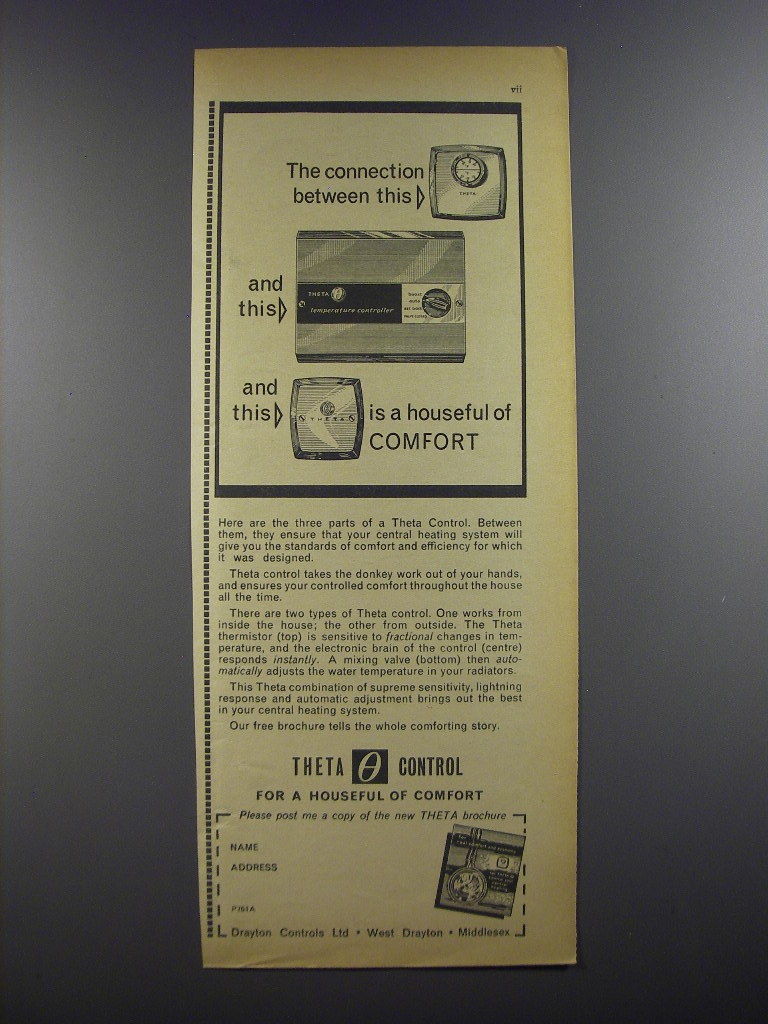 vii
The connection
between this
THETA
and
this
THETA θ
temperature controller
boost
auto
and
this
THETA
is a houseful of
COMFORT
Here are the three parts of a Theta Control. Between
them, they ensure that your central heating system will
give you the standards of comfort and efficiency for which
it was designed.
Theta control takes the donkey work out of your hands,
and ensures your controlled comfort throughout the house
all the time.
There are two types of Theta control. One works from
inside the house; the other from outside. The Theta
thermistor (top) is sensitive to fractional changes in tem-
perature, and the electronic brain of the control (centre)
responds instantly. A mixing valve (bottom) then auto-
matically adjusts the water temperature in your radiators.
This Theta combination of supreme sensitivity, lightning
response and automatic adjustment brings out the best
in your central heating system.
Our free brochure tells the whole comforting story.
THETA θ CONTROL
FOR A HOUSEFUL OF COMFORT
Please post me a copy of the new THETA brochure
NAME
ADDRESS
Drayton Controls Ltd • West Drayton • Middlesex